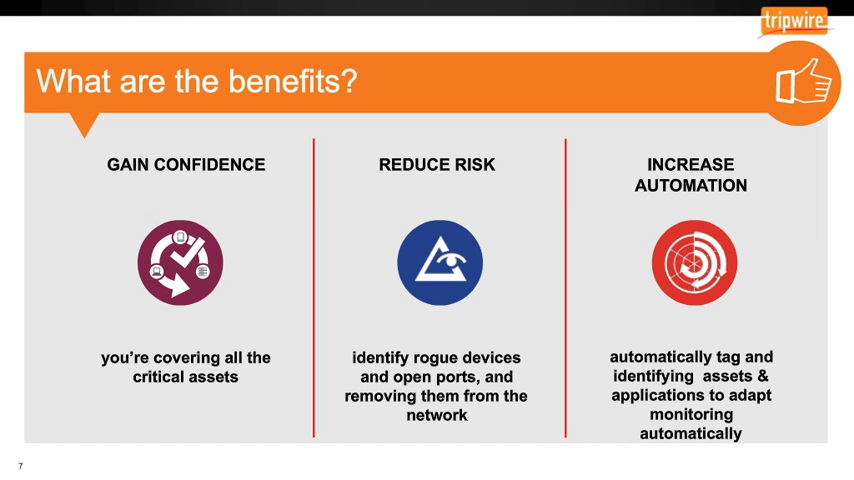 tripwire
What are the benefits?
GAIN CONFIDENCE
you’re covering all the
critical assets
REDUCE RISK
identify rogue devices
and open ports, and
removing them from the
network
INCREASE
AUTOMATION
automatically tag and
identifying assets &
applications to adapt
monitoring
automatically
7